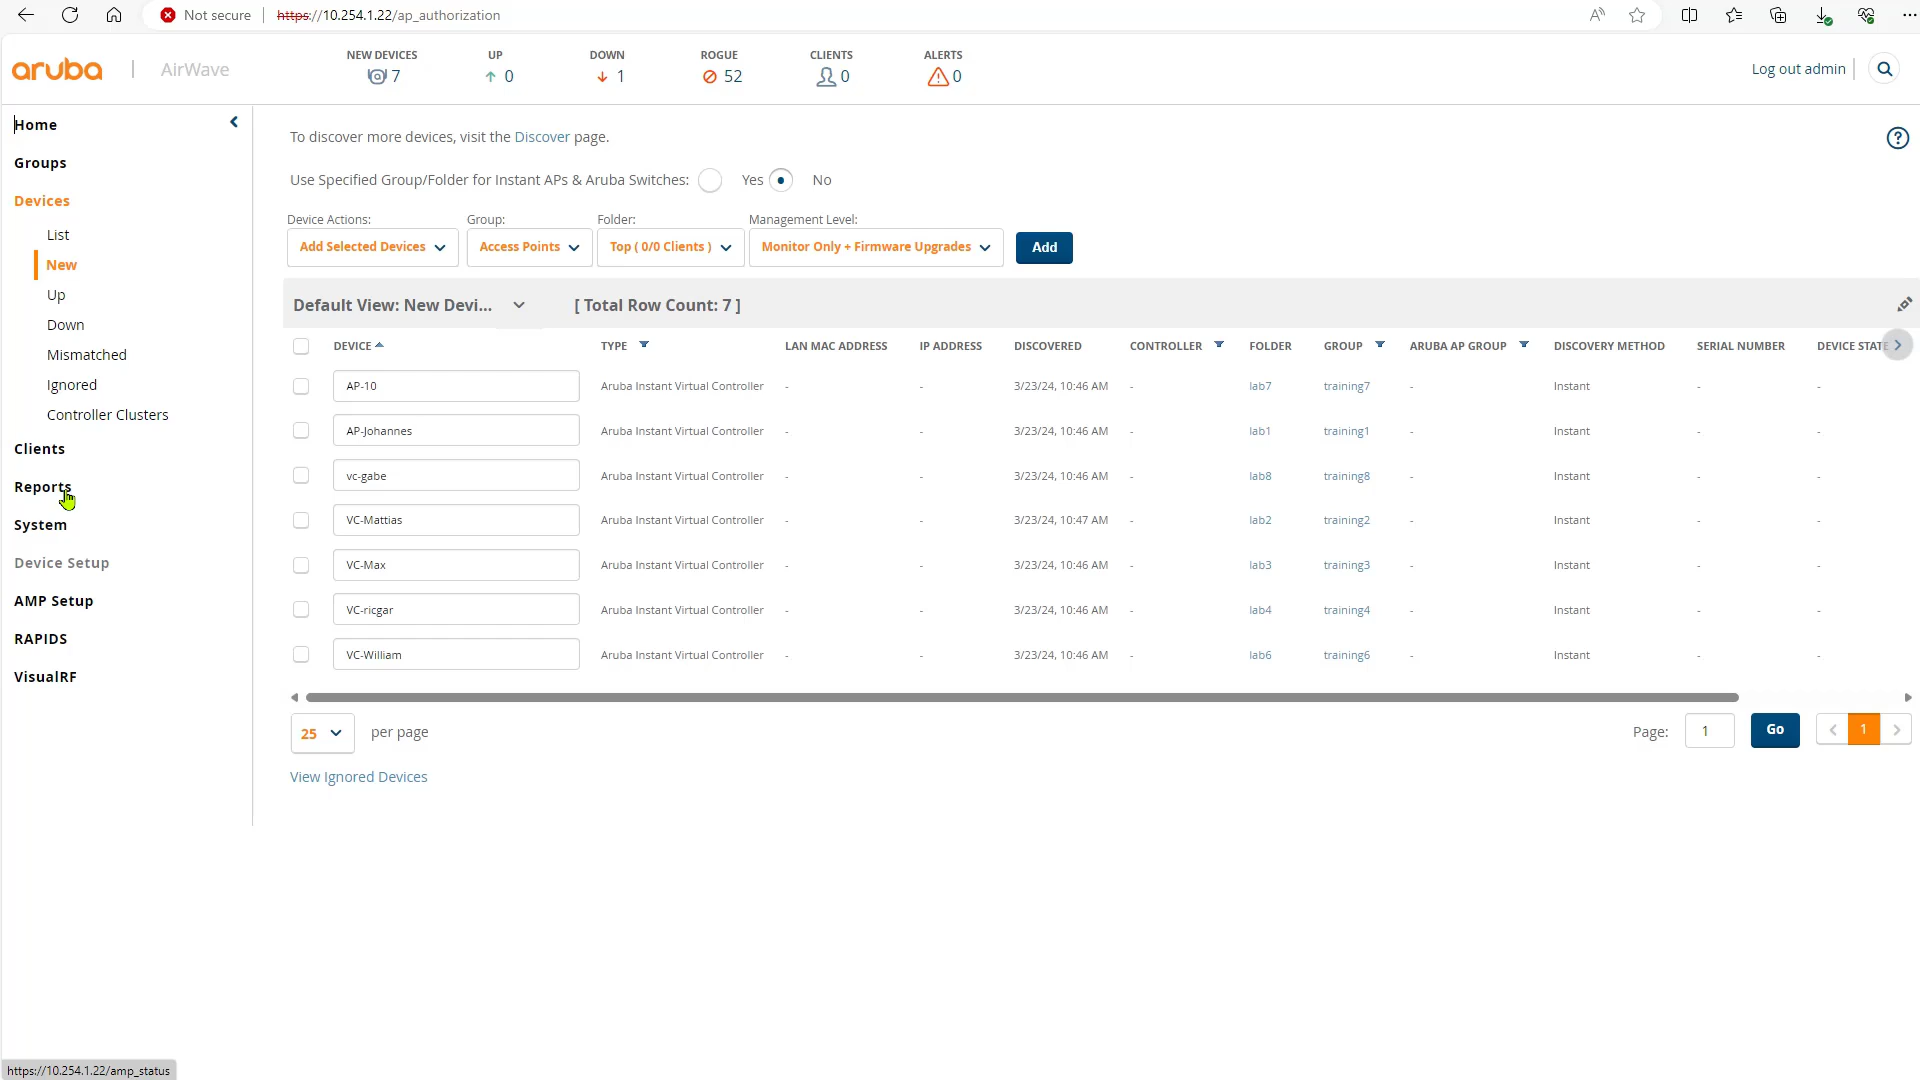 Not secure
https://10.254.1.22/ap_authorization
aruba | AirWave
NEW DEVICES UP DOWN ROGUE CLIENTS ALERTS
7 0 1 52 0 0
Log out admin
Home
Groups
Devices
List
New
Up
Down
Mismatched
Ignored
Controller Clusters
Clients
Reports
System
Device Setup
AMP Setup
RAPIDS
VisualRF
To discover more devices, visit the Discover page.
Use Specified Group/Folder for Instant APs & Aruba Switches: Yes No
Device Actions: Group: Folder: Management Level:
Add Selected Devices Access Points Top ( 0/0 Clients ) Monitor Only + Firmware Upgrades Add
Default View: New Devi... [ Total Row Count: 7 ]
DEVICE TYPE LAN MAC ADDRESS IP ADDRESS DISCOVERED CONTROLLER FOLDER GROUP ARUBA AP GROUP DISCOVERY METHOD SERIAL NUMBER DEVICE STATE
AP-10 Aruba Instant Virtual Controller - - 3/23/24, 10:46 AM - lab7 training7 - Instant - -
AP-Johannes Aruba Instant Virtual Controller - - 3/23/24, 10:46 AM - lab1 training1 - Instant - -
vc-gabe Aruba Instant Virtual Controller - - 3/23/24, 10:46 AM - lab8 training8 - Instant - -
VC-Mattias Aruba Instant Virtual Controller - - 3/23/24, 10:47 AM - lab2 training2 - Instant - -
VC-Max Aruba Instant Virtual Controller - - 3/23/24, 10:46 AM - lab3 training3 - Instant - -
VC-ricgar Aruba Instant Virtual Controller - - 3/23/24, 10:46 AM - lab4 training4 - Instant - -
VC-William Aruba Instant Virtual Controller - - 3/23/24, 10:46 AM - lab6 training6 - Instant - -
25 per page Page: 1 Go < 1 >
View Ignored Devices
https://10.254.1.22/amp_status